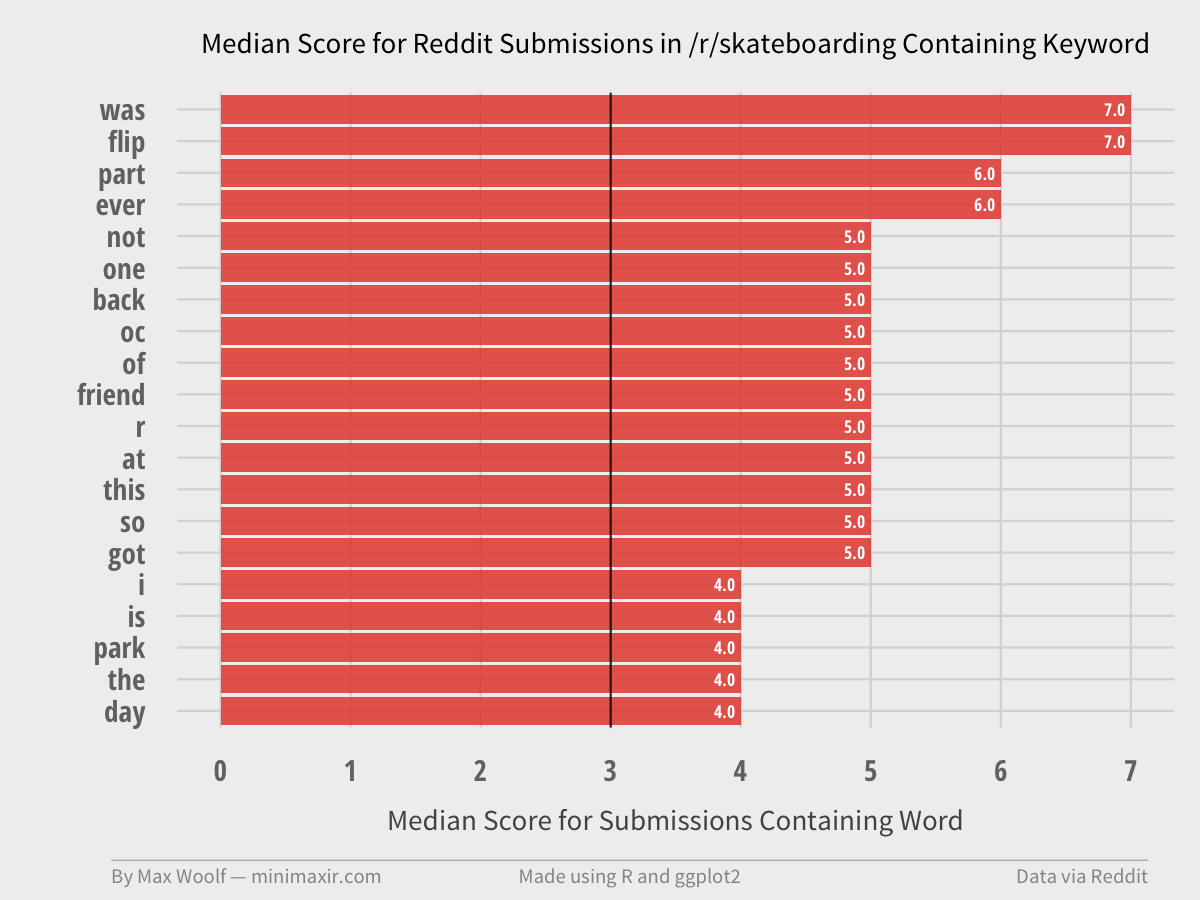 Median Score for Reddit Submissions in /r/skateboarding Containing Keyword
was 7.0
flip 7.0
part 6.0
ever 6.0
not 5.0
one 5.0
back 5.0
oc 5.0
of 5.0
friend 5.0
r 5.0
at 5.0
this 5.0
so 5.0
got 5.0
i 4.0
is 4.0
park 4.0
the 4.0
day 4.0
0 1 2 3 4 5 6 7
Median Score for Submissions Containing Word
By Max Woolf — minimaxir.com Made using R and ggplot2 Data via Reddit